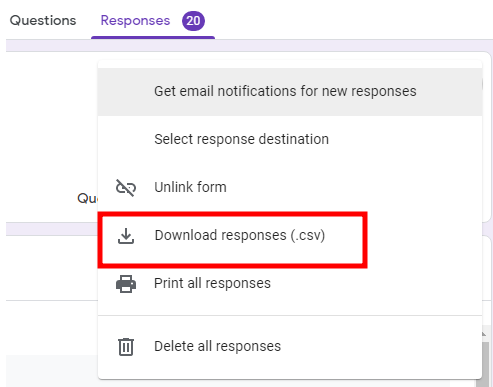 Questions Responses 20
Get email notifications for new responses
Select response destination
Unlink form
Download responses (.csv)
Print all responses
Delete all responses